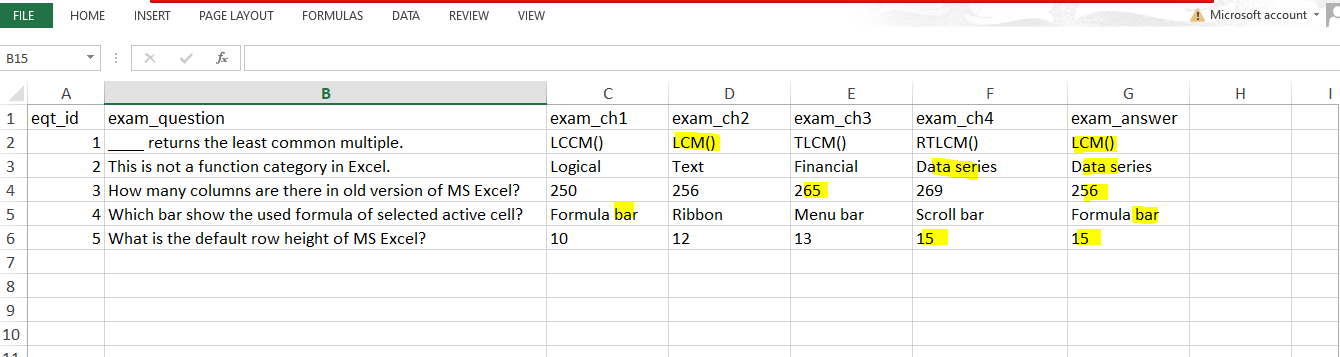 FILE HOME INSERT PAGE LAYOUT FORMULAS DATA REVIEW VIEW Microsoft account
B15 fx
A B C D E F G H I
1 eqt_id exam_question exam_ch1 exam_ch2 exam_ch3 exam_ch4 exam_answer
2 1 ____ returns the least common multiple. LCCM() LCM() TLCM() RTLCM() LCM()
3 2 This is not a function category in Excel. Logical Text Financial Data series Data series
4 3 How many columns are there in old version of MS Excel? 250 256 265 269 256
5 4 Which bar show the used formula of selected active cell? Formula bar Ribbon Menu bar Scroll bar Formula bar
6 5 What is the default row height of MS Excel? 10 12 13 15 15
7
8
9
10
11